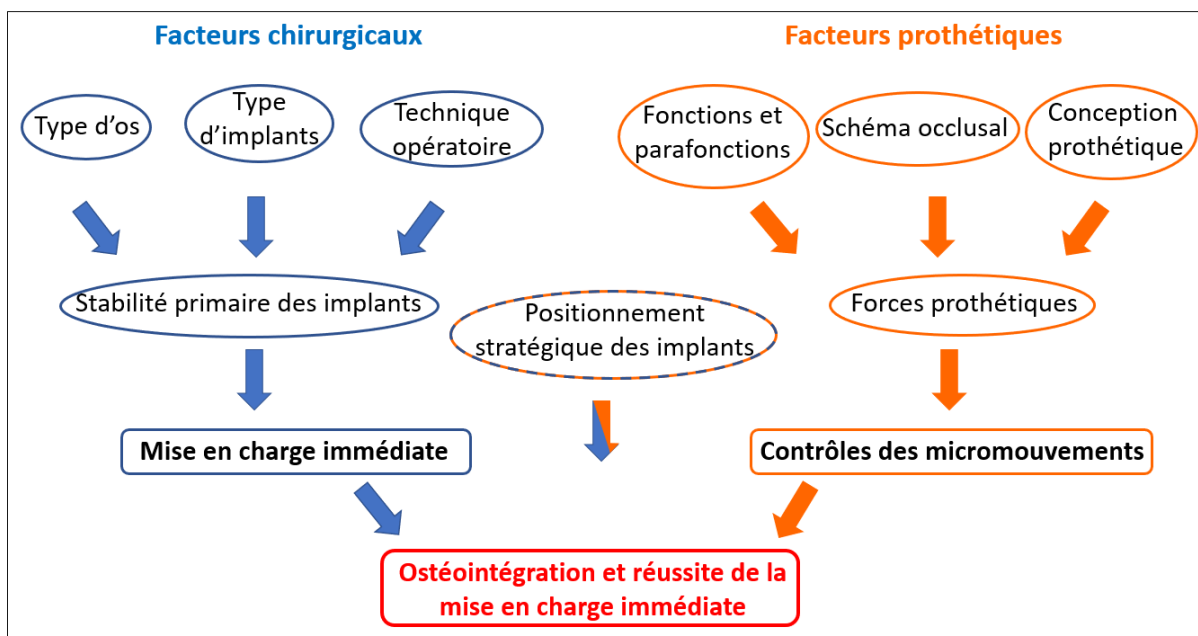 Facteurs chirurgicaux
Facteurs prothétiques
Type d'os
Type
d'implants
Technique
opératoire
Fonctions et
parafonctions
Schéma occlusal
Conception
prothétique
Stabilité primaire des implants
Positionnement
stratégique des implants
Forces prothétiques
Mise en charge immédiate
Contrôles des micromouvements
Ostéointégration et réussite de la
mise en charge immédiate